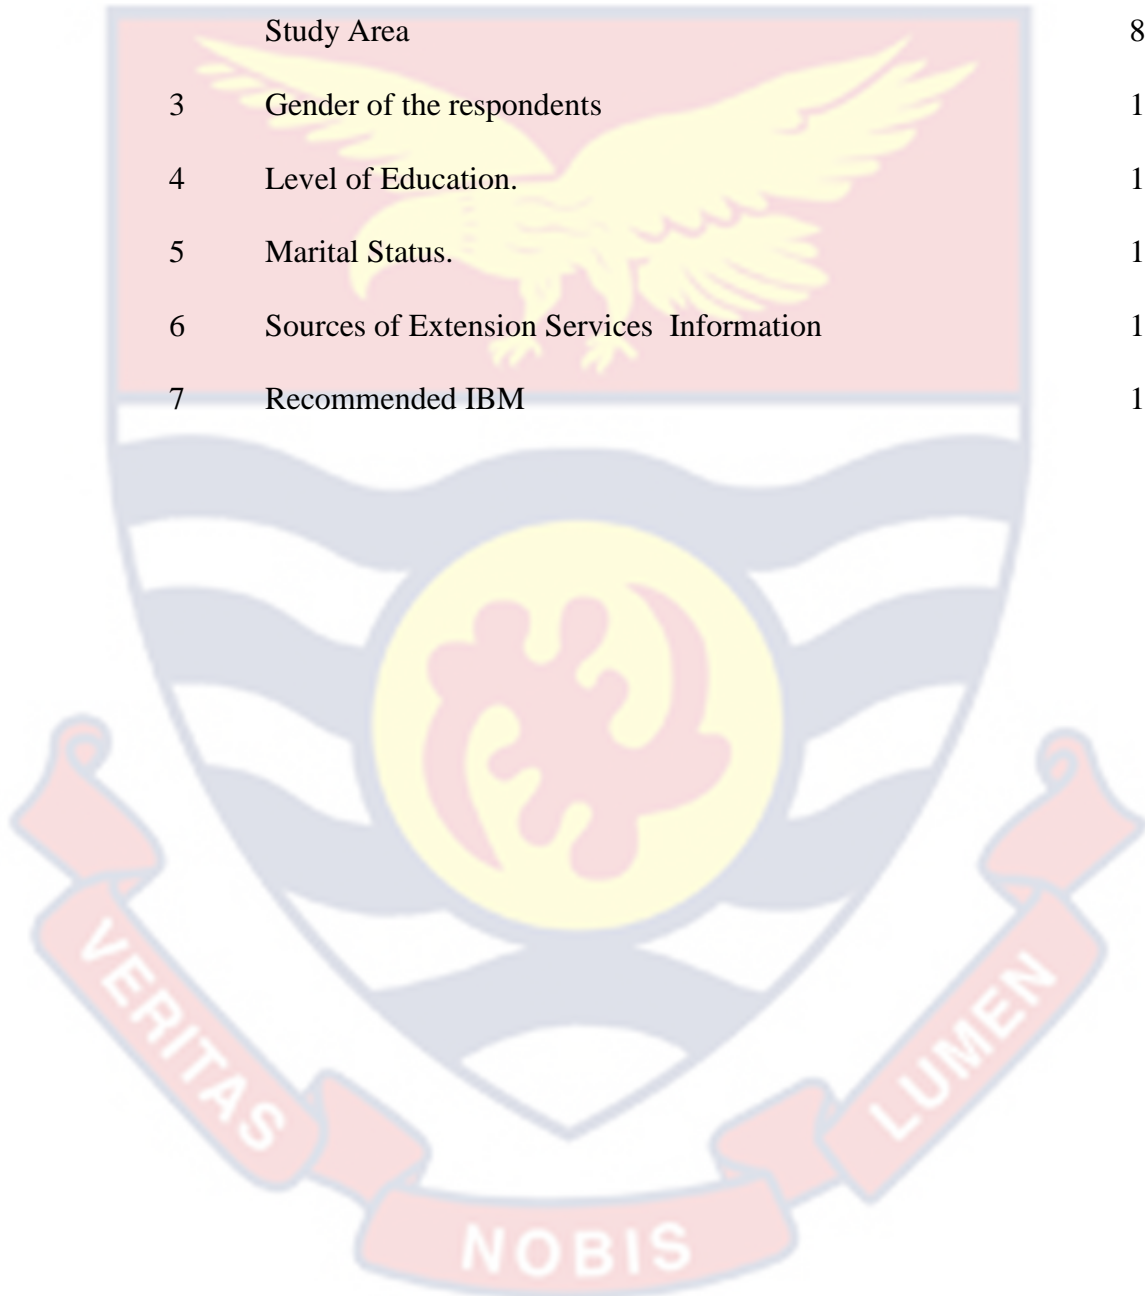 Study Area 8
3 Gender of the respondents 1
4 Level of Education. 1
5 Marital Status. 1
6 Sources of Extension Services Information 1
7 Recommended IBM 1
VERITAS
NOBIS
LUMEN